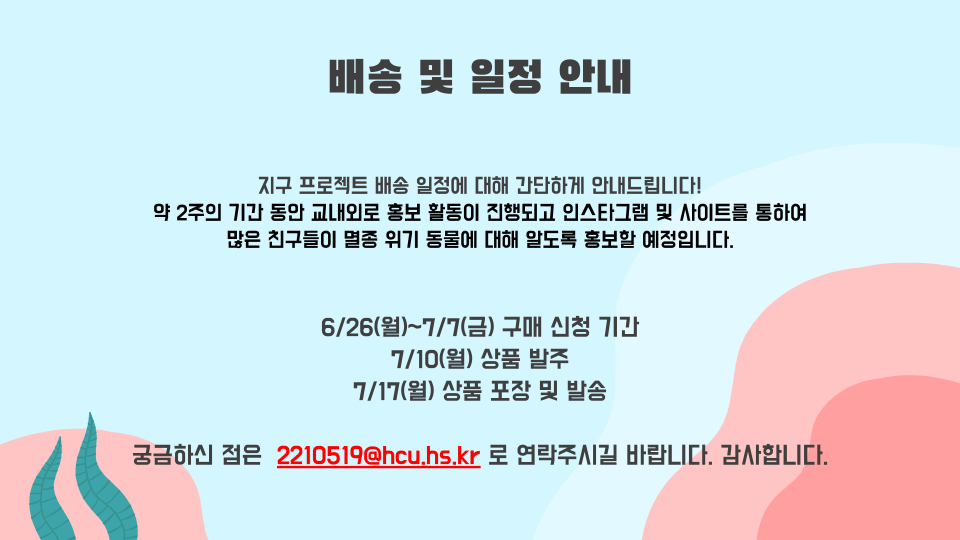 배송 및 일정 안내
지구 프로젝트 배송 일정에 대해 간단하게 안내드립니다!
약 2주의 기간 동안 교내외로 홍보 활동이 진행되고 인스타그램 및 사이트를 통하여
많은 친구들이 멸종 위기 동물에 대해 알도록 홍보할 예정입니다.
6/26(월)~7/7(금) 구매 신청 기간
7/10(월) 상품 발주
7/17(월) 상품 포장 및 발송
궁금하신 점은 2210519@hcu.hs.kr 로 연락주시길 바랍니다. 감사합니다.